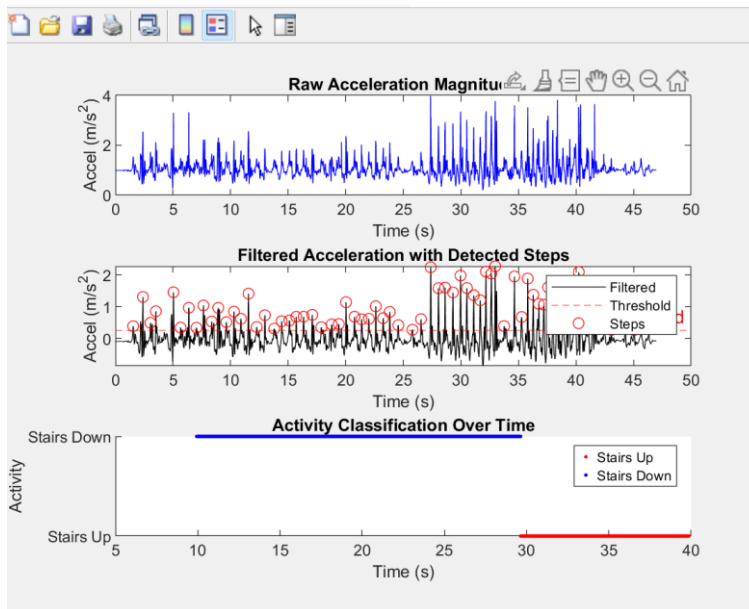 Raw Acceleration Magnitu
Accel (m/s²)
4
2
0
0 5 10 15 20 25 30 35 40 45 50
Time (s)
Filtered Acceleration with Detected Steps
Accel (m/s²)
2
1
0
Filtered
Threshold
Steps
d
0 5 10 15 20 25 30 35 40 45 50
Time (s)
Activity Classification Over Time
Activity
Stairs Down
Stairs Up
Stairs Up
Stairs Down
5 10 15 20 25 30 35 40
Time (s)